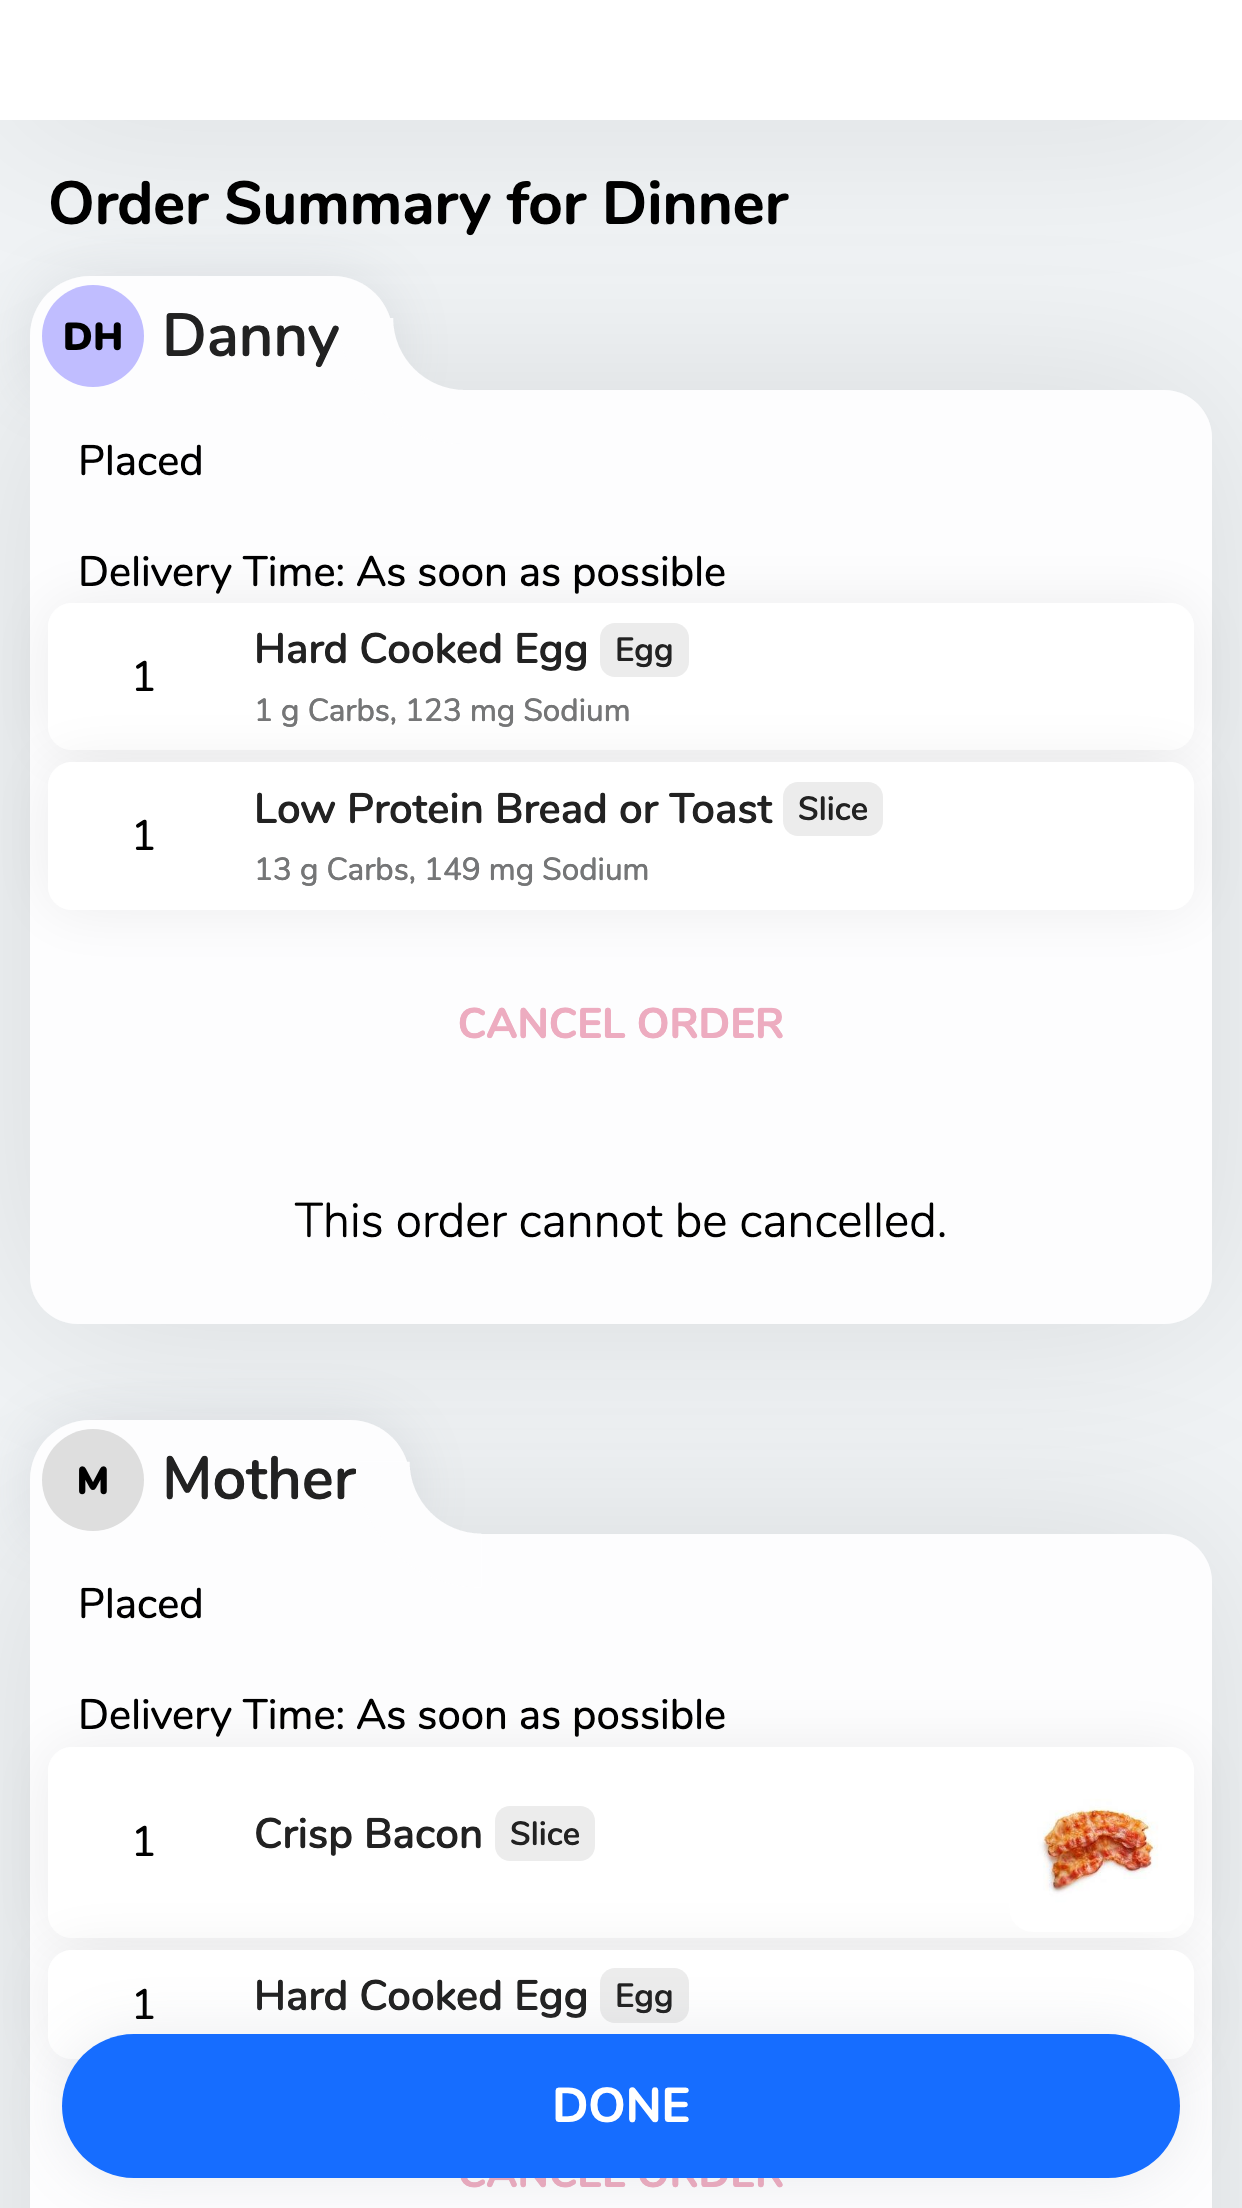 Order Summary for Dinner
DH Danny
Placed
Delivery Time: As soon as possible
1 Hard Cooked Egg Egg
1 g Carbs, 123 mg Sodium
1 Low Protein Bread or Toast Slice
13 g Carbs, 149 mg Sodium
CANCEL ORDER
This order cannot be cancelled.
M Mother
Placed
Delivery Time: As soon as possible
1 Crisp Bacon Slice
1 Hard Cooked Egg Egg
DONE
CANCEL ORDER